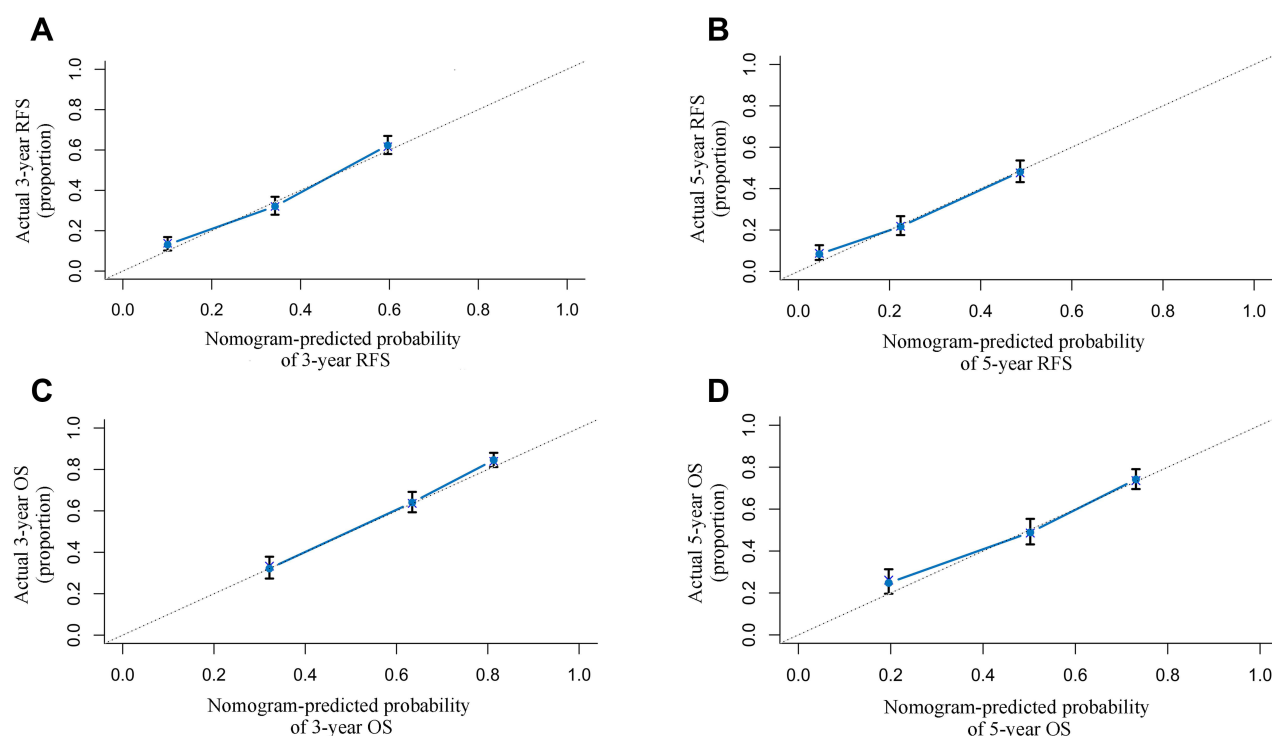 A
Actual 3-year RFS
(proportion)
1.0
0.8
0.6
0.4
0.2
0.0
0.0 0.2 0.4 0.6 0.8 1.0
Nomogram-predicted probability
of 3-year RFS
B
Actual 5-year RFS
(proportion)
1.0
0.8
0.6
0.4
0.2
0.0
0.0 0.2 0.4 0.6 0.8 1.0
Nomogram-predicted probability
of 5-year RFS
C
Actual 3-year OS
(proportion)
1.0
0.8
0.6
0.4
0.2
0.0
0.0 0.2 0.4 0.6 0.8 1.0
Nomogram-predicted probability
of 3-year OS
D
Actual 5-year OS
(proportion)
1.0
0.8
0.6
0.4
0.2
0.0
0.0 0.2 0.4 0.6 0.8 1.0
Nomogram-predicted probability
of 5-year OS